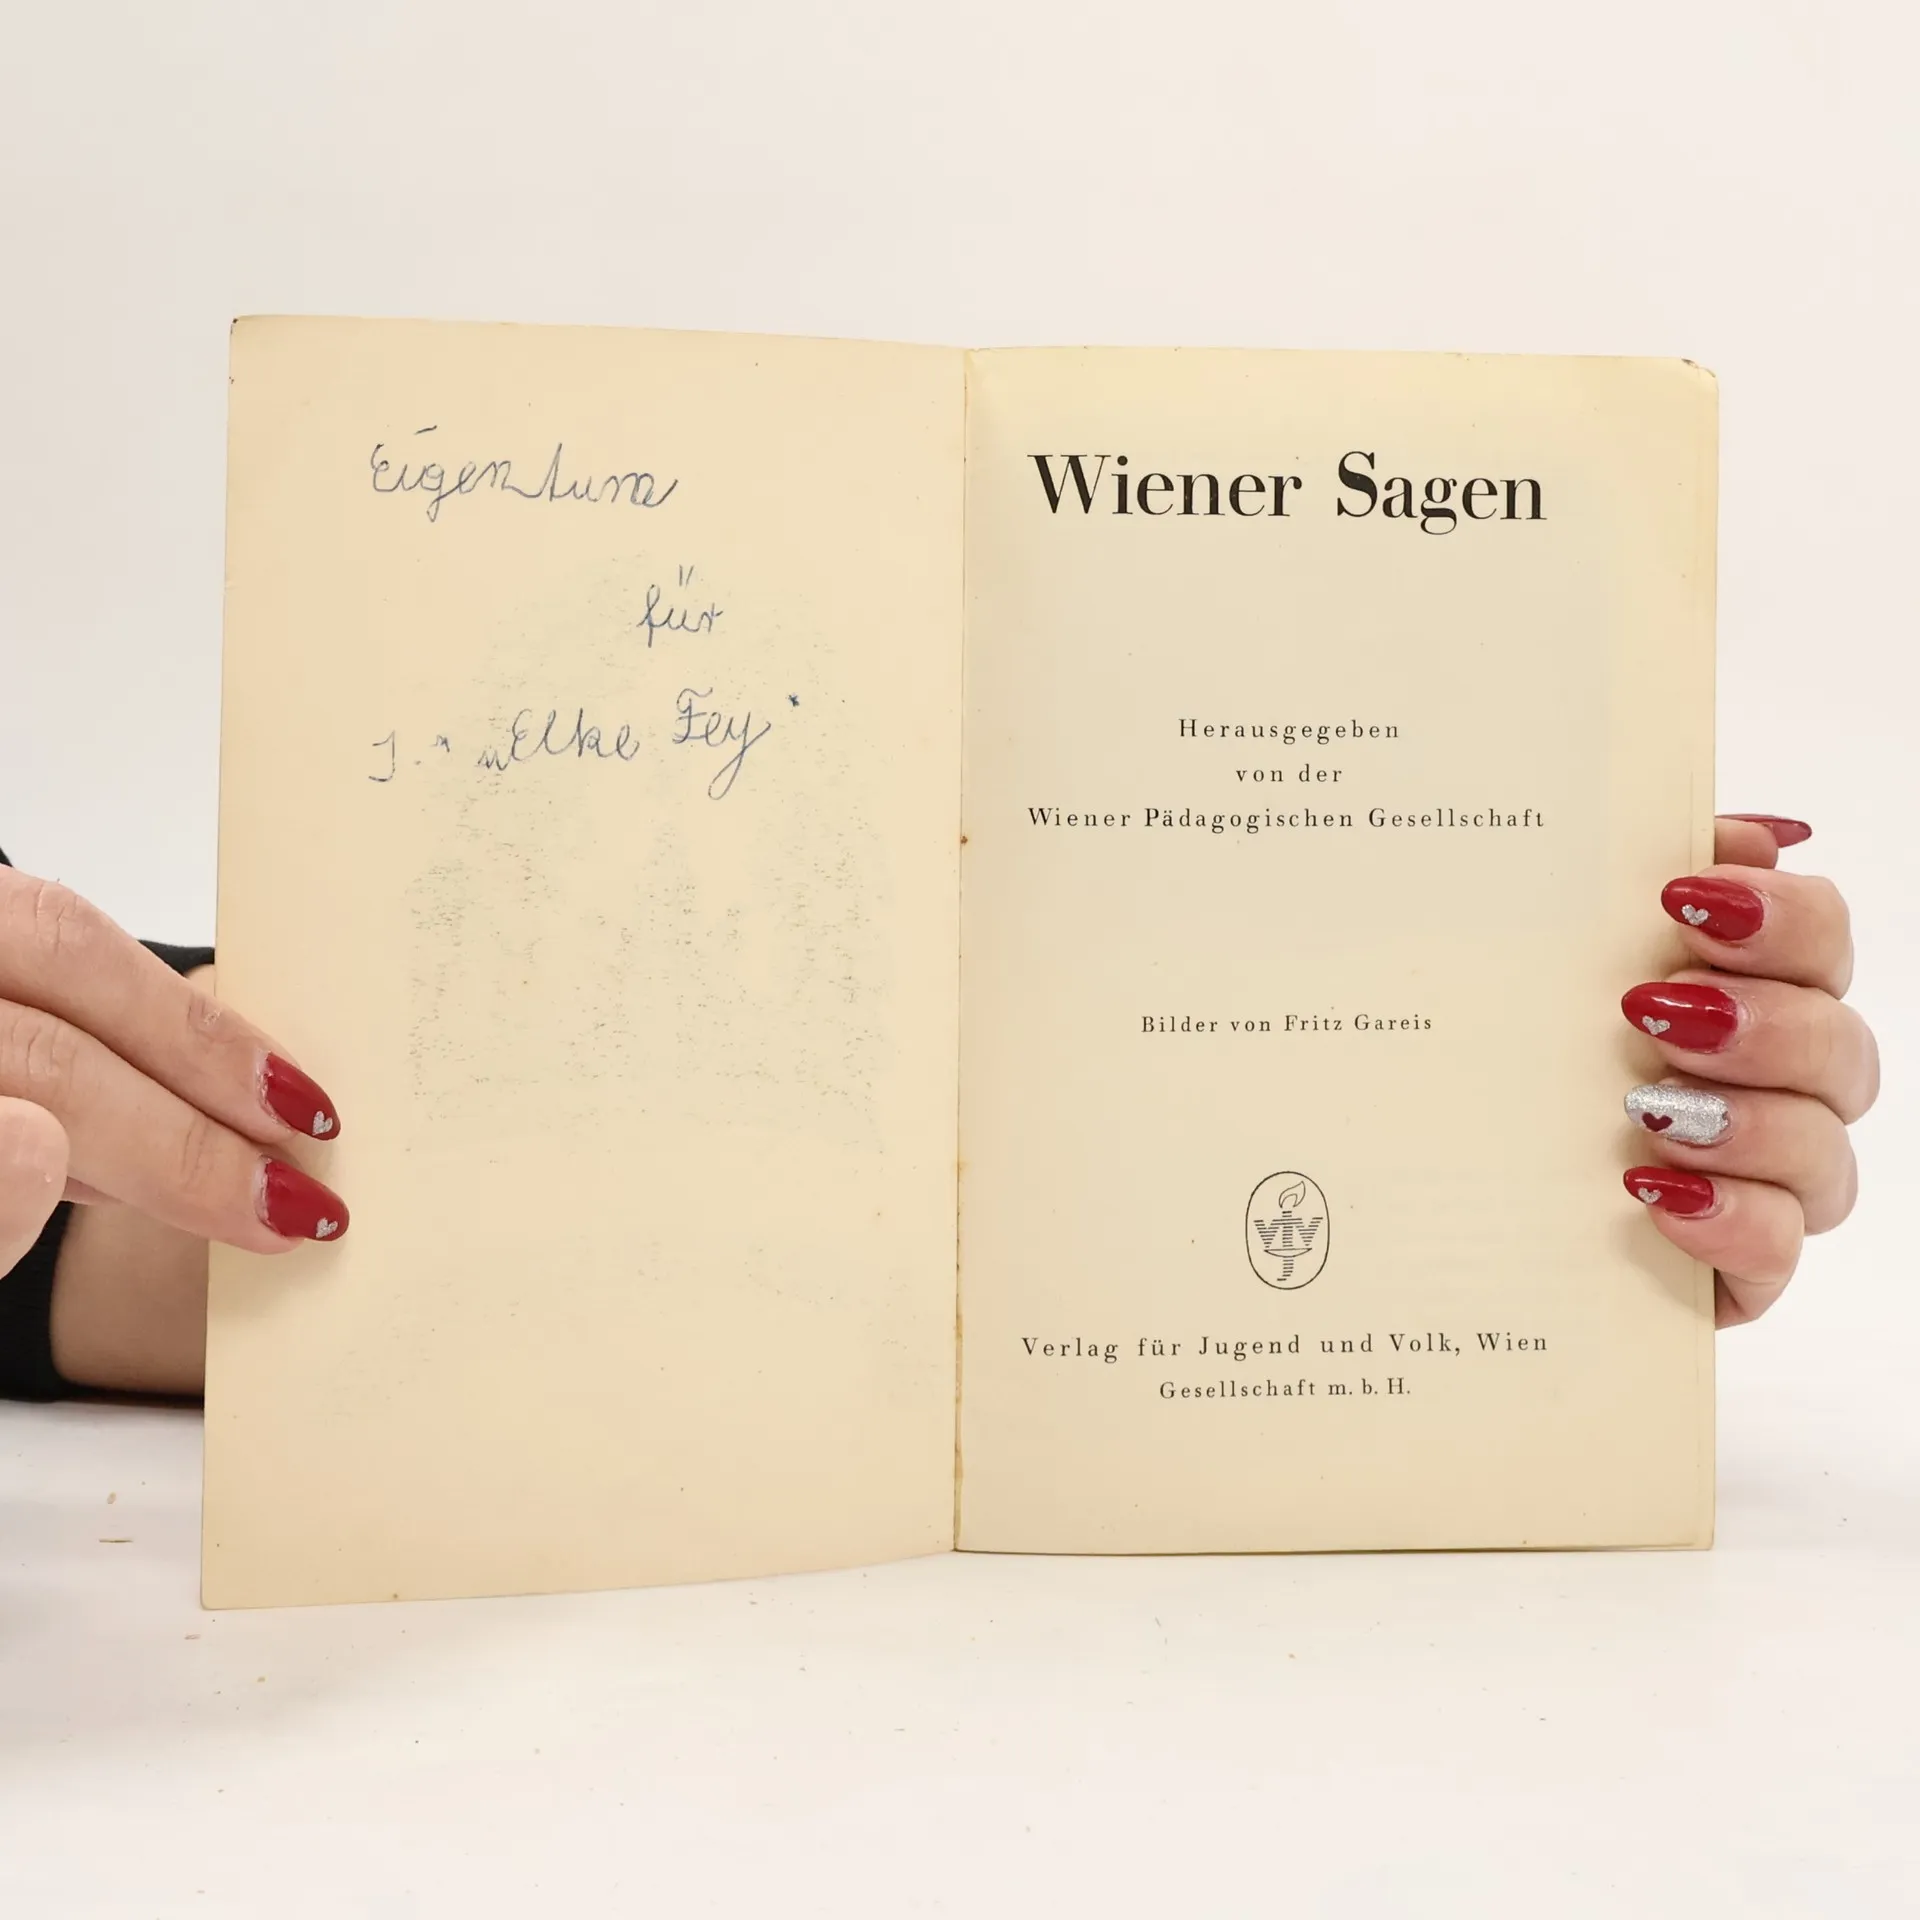 Eigentum
für
J. "Elke Fey"
Wiener Sagen
Herausgegeben
von der
Wiener Pädagogischen Gesellschaft
Bilder von Fritz Gareis
Verlag für Jugend und Volk, Wien
Gesellschaft m. b. H.